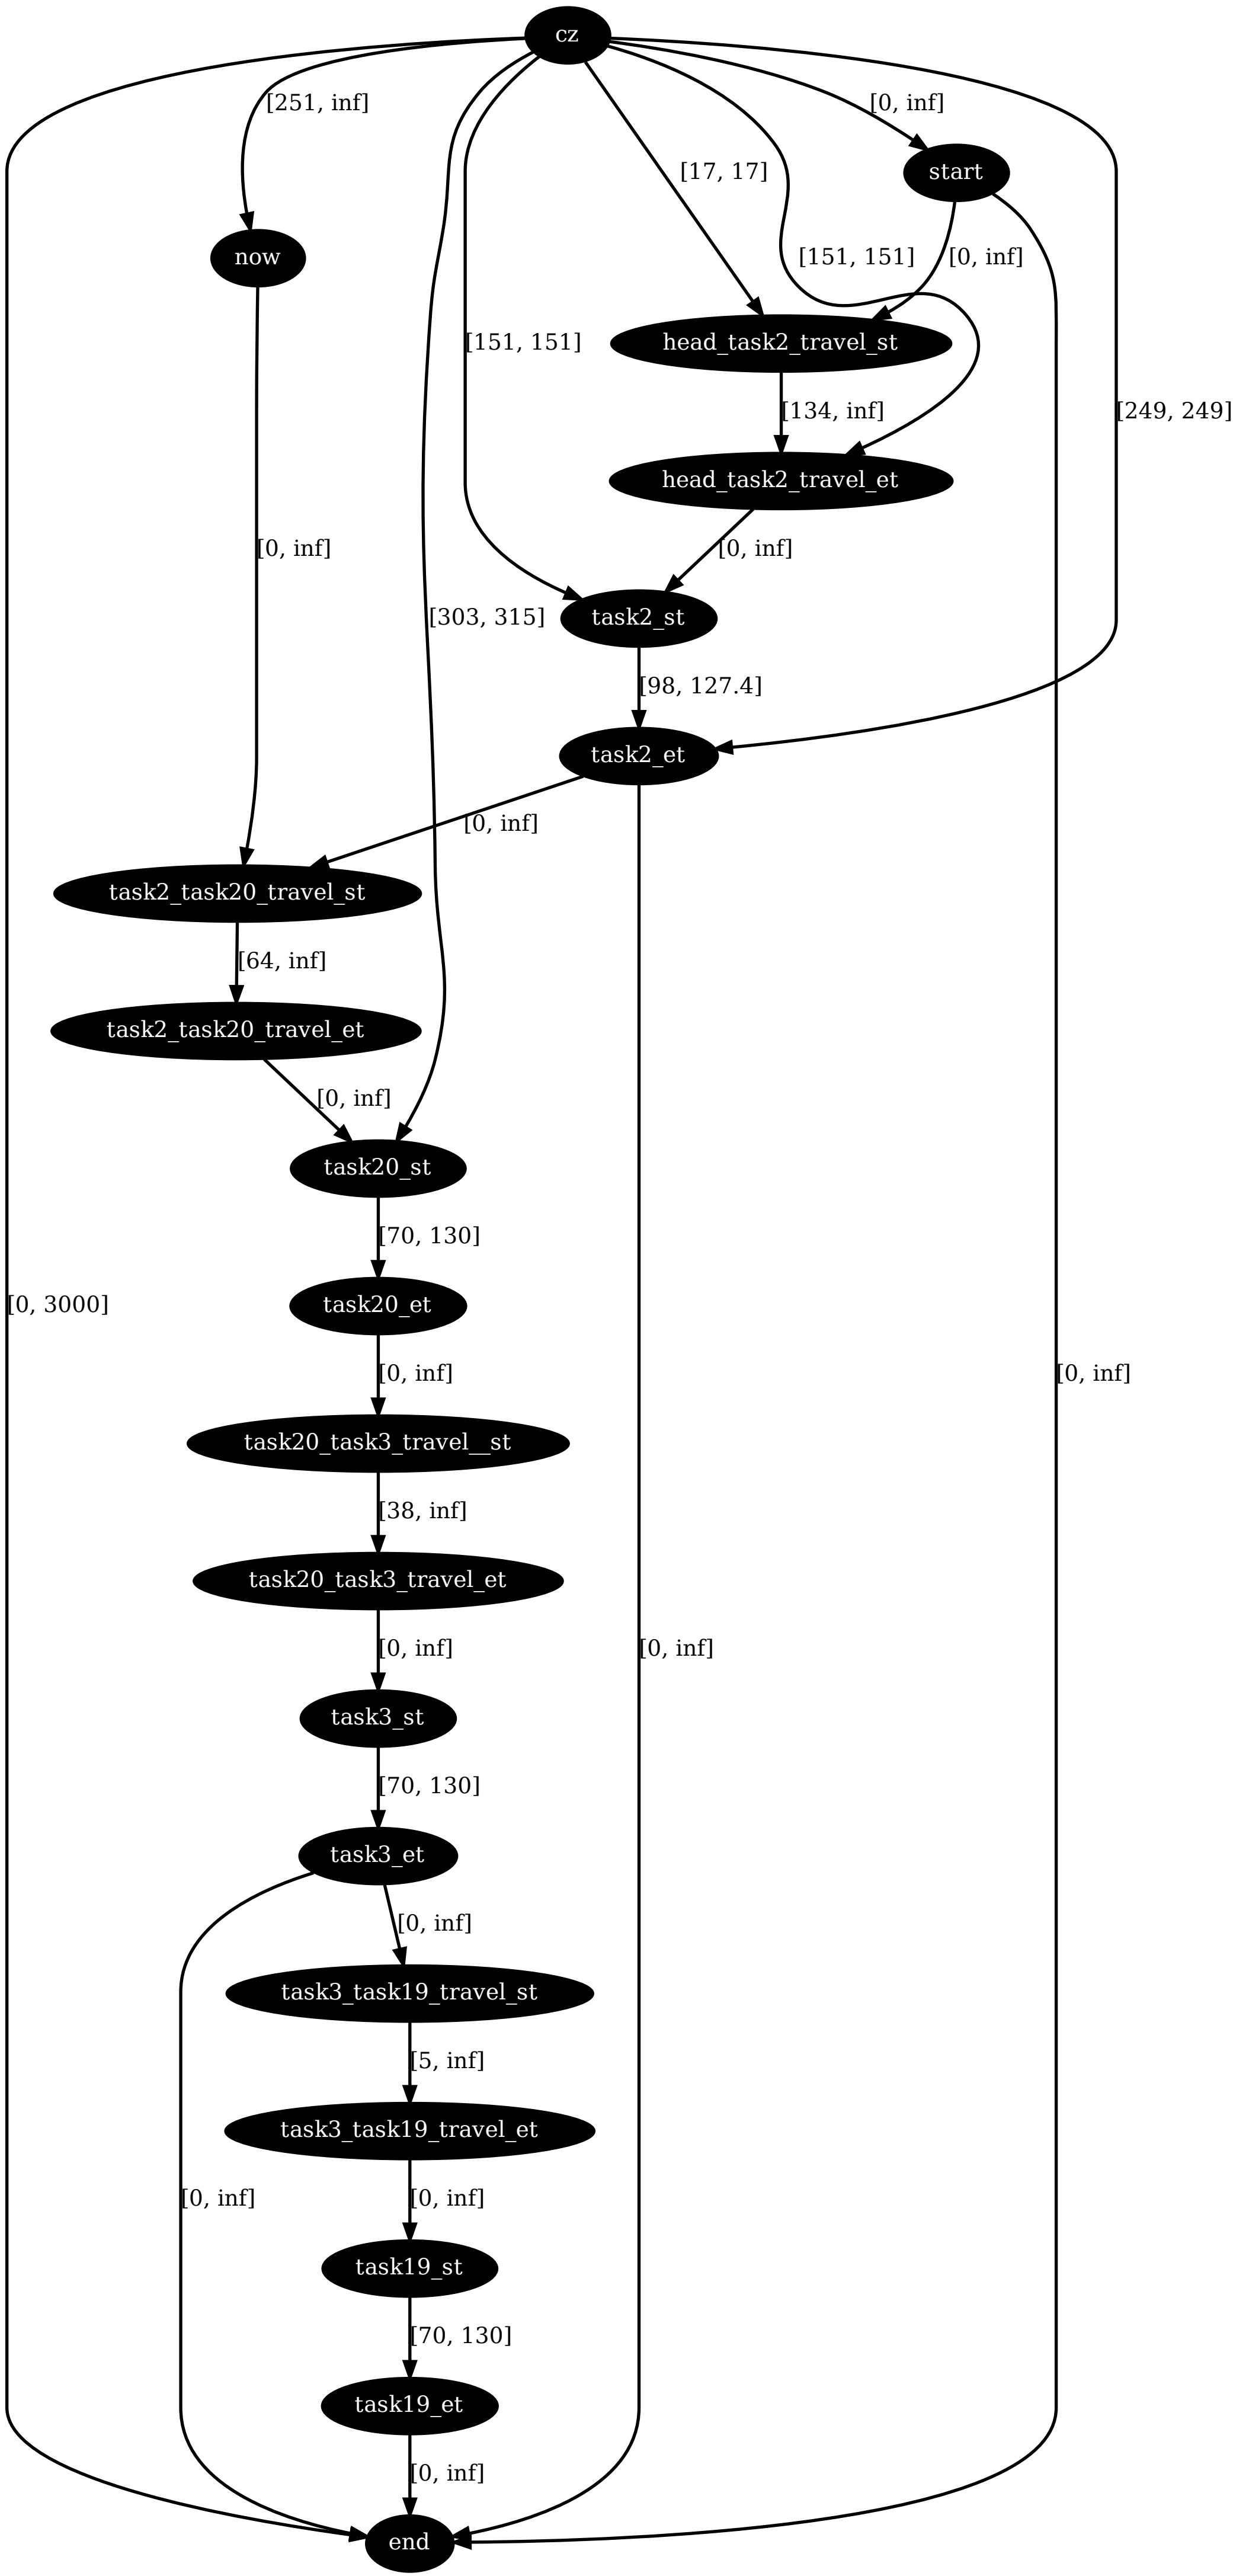 cz
[251, inf]
[0, inf]
[17, 17]
start
[151, 151]
[0, inf]
now
[151, 151]
head_task2_travel_st
[134, inf]
[249, 249]
head_task2_travel_et
[0, inf]
[0, inf]
[303, 315]
task2_st
[98, 127.4]
task2_et
[0, inf]
task2_task20_travel_st
[64, inf]
task2_task20_travel_et
[0, inf]
task20_st
[70, 130]
[0, 3000]
task20_et
[0, inf]
[0, inf]
task20_task3_travel__st
[38, inf]
task20_task3_travel_et
[0, inf]
[0, inf]
task3_st
[70, 130]
task3_et
[0, inf]
task3_task19_travel_st
[5, inf]
task3_task19_travel_et
[0, inf]
[0, inf]
task19_st
[70, 130]
task19_et
[0, inf]
end